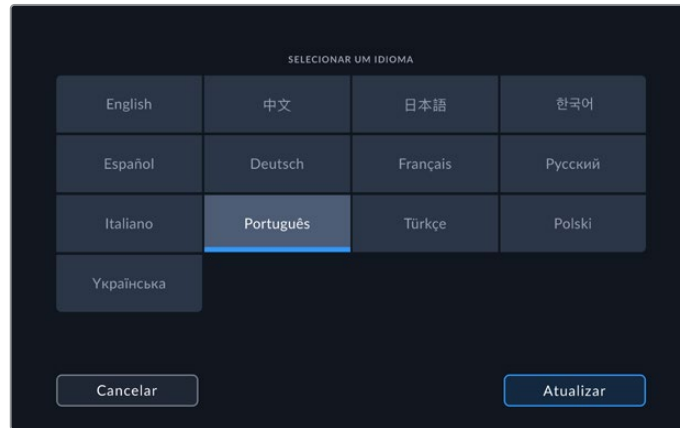 SELECIONAR UM IDIOMA
English 中文 日本語 한국어
Español Deutsch Français Русский
Italiano Português Türkçe Polski
Українська
Cancelar Atualizar